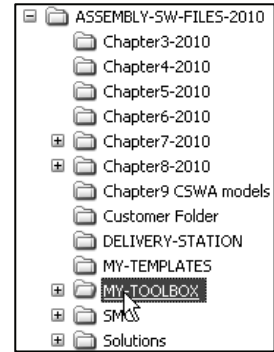 ASSEMBLY-SW-FILES-2010
Chapter3-2010
Chapter4-2010
Chapter5-2010
Chapter6-2010
Chapter7-2010
Chapter8-2010
Chapter9 CSWA models
Customer Folder
DELIVERY-STATION
MY-TEMPLATES
MY-TOOLBOX
SMC
Solutions